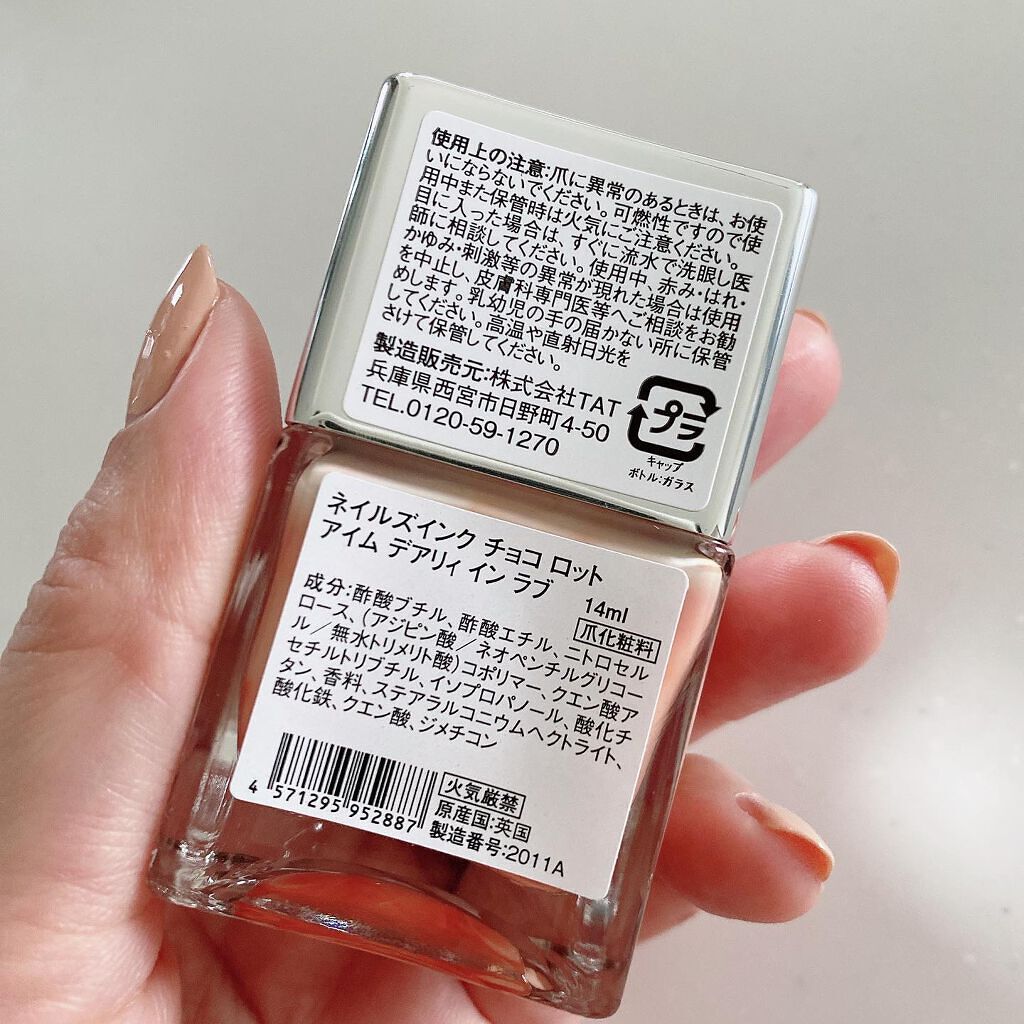 使用上の注意:爪に異常のあるときは、お使
いにならないでください。可燃性ですので使
用中また保管時は火気にご注意ください。
目に入った場合は、すぐに流水で洗眼し医
師に相談してください。使用中、赤み・はれ・
かゆみ・刺激等の異常が現れた場合は使用
を中止し、皮膚科専門医等へご相談をお勧
めします。乳幼児の手の届かない所に保管
してください。高温や直射日光を
さけて保管してください。
製造販売元:株式会社TAT
兵庫県西宮市日野町4-50
TEL.0120-59-1270
プラ
キャップ
ボトル:ガラス
ネイルズインク チョコ ロット
アイム デアリィ イン ラブ
14ml
爪化粧料
成分:酢酸ブチル、酢酸エチル、ニトロセル
ロース、(アジピン酸/ネオペンチルグリコー
ル/無水トリメリト酸)コポリマー、クエン酸ア
セチルトリブチル、イソプロパノール、酸化チ
タン、香料、ステアラルコニウムヘクトライト、
酸化鉄、クエン酸、ジメチコン
4 571295 952887
火気厳禁
原産国:英国
製造番号:2011A